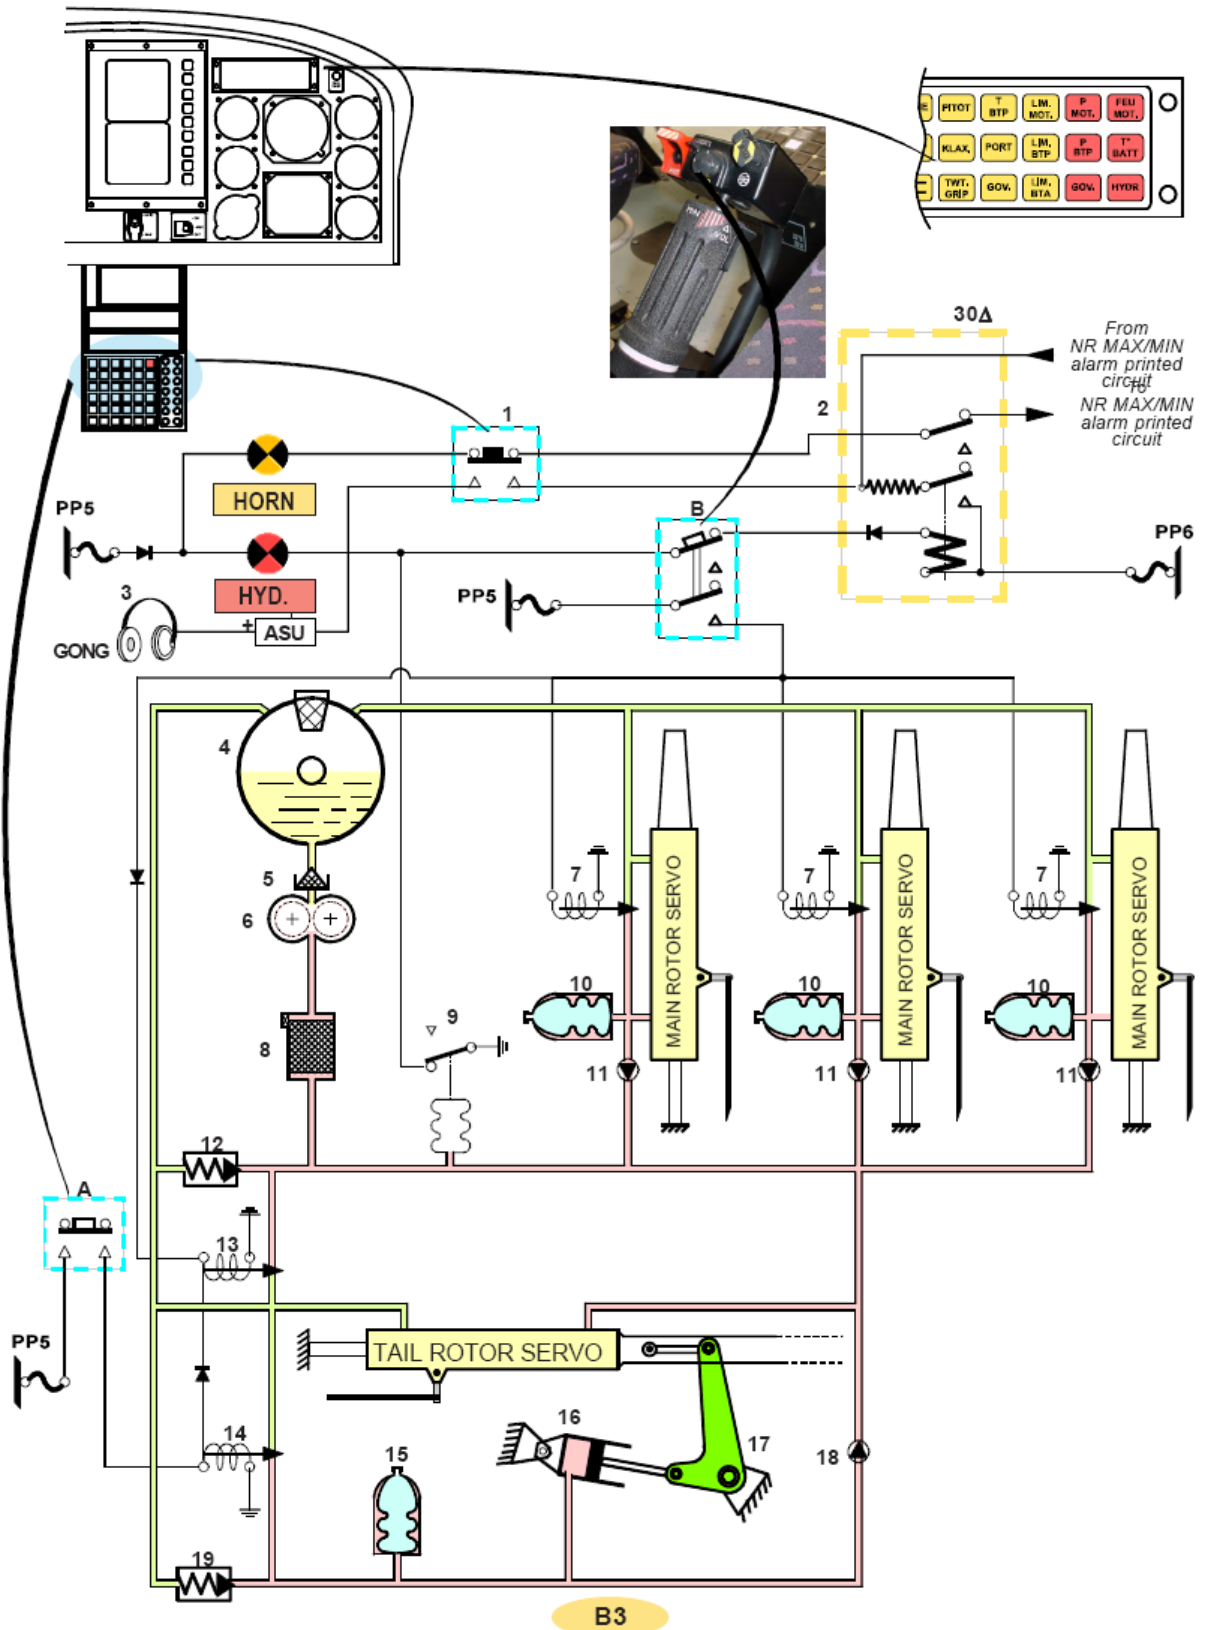 PITOT
T
BTP
LIM.
MOT.
P
MOT.
FEU
MOT.
KLAX.
PORT
LIM.
BTP
P
BTP
T°
BATT
TWT.
GRIP
GOV.
LIM.
BTA
GOV.
HYDR
MIN
VOL
30Δ
From
NR MAX/MIN
alarm printed
circuit
To
NR MAX/MIN
alarm printed
circuit
1
2
HORN
PP5
B
PP6
HYD.
PP5
3
+
ASU
GONG
4
5
6
7
7
7
MAIN ROTOR SERVO
MAIN ROTOR SERVO
MAIN ROTOR SERVO
8
9
10
10
10
11
11
11
12
A
13
PP5
TAIL ROTOR SERVO
14
15
16
17
18
19
B3